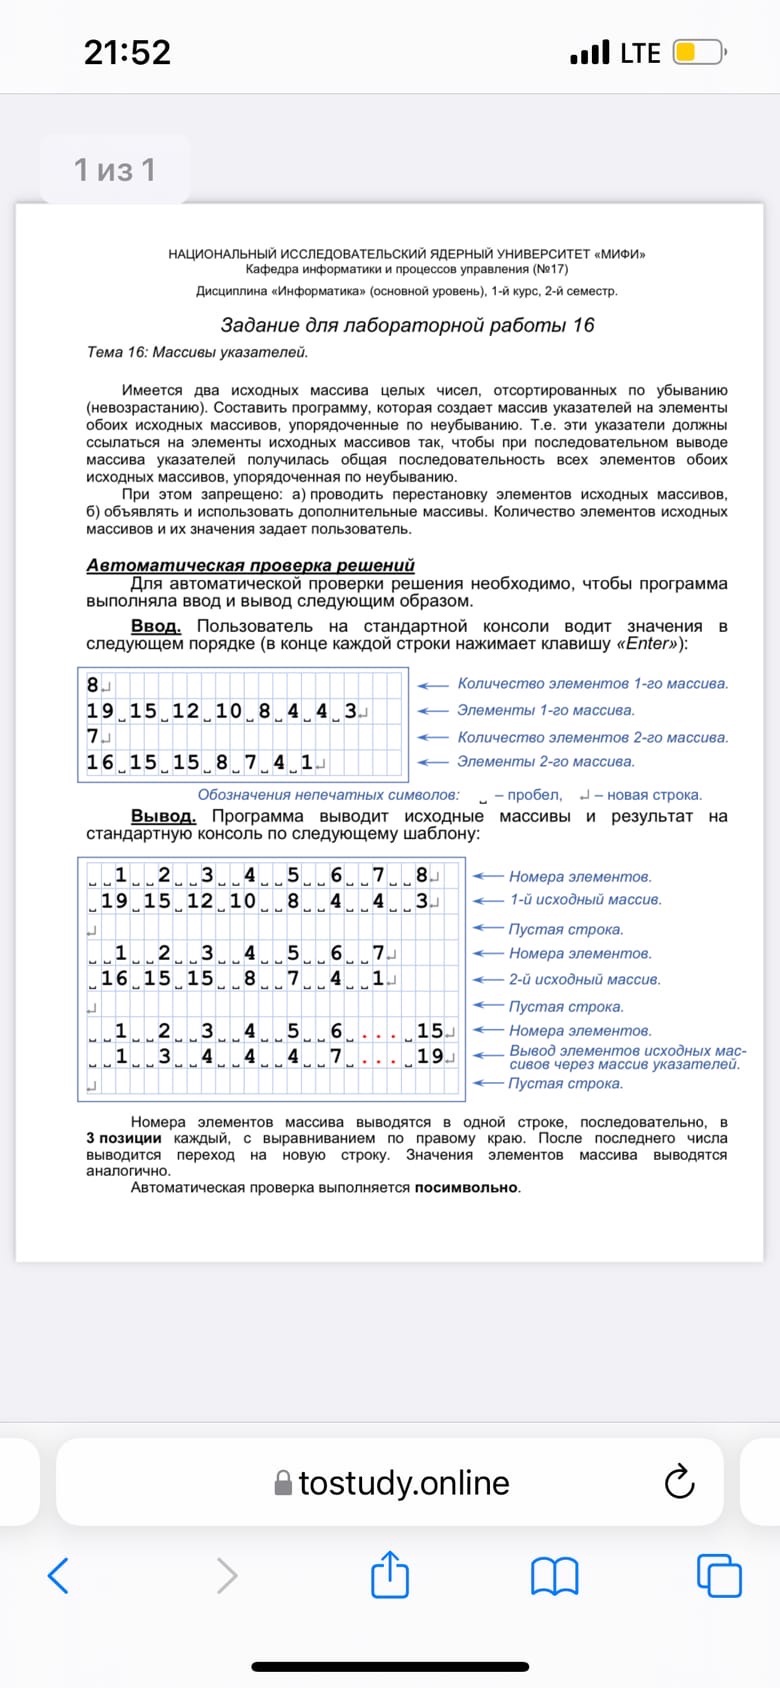 21:52
LTE
1 из 1
НАЦИОНАЛЬНЫЙ ИССЛЕДОВАТЕЛЬСКИЙ ЯДЕРНЫЙ УНИВЕРСИТЕТ «МИФИ»
Кафедра информатики и процессов управления (№17)
Дисциплина «Информатика» (основной уровень), 1-й курс, 2-й семестр.
Задание для лабораторной работы 16
Тема 16: Массивы указателей.
Имеется два исходных массива целых чисел, отсортированных по убыванию
(невозрастанию). Составить программу, которая создает массив указателей на элементы
обоих исходных массивов, упорядоченные по неубыванию. Т.е. эти указатели должны
ссылаться на элементы исходных массивов так, чтобы при последовательном выводе
массива указателей получилась общая последовательность всех элементов обоих
исходных массивов, упорядоченная по неубыванию.
При этом запрещено: а) проводить перестановку элементов исходных массивов,
б) объявлять и использовать дополнительные массивы. Количество элементов исходных
массивов и их значения задает пользователь.
Автоматическая проверка решений
Для автоматической проверки решения необходимо, чтобы программа
выполняла ввод и вывод следующим образом.
Ввод. Пользователь на стандартной консоли водит значения в
следующем порядке (в конце каждой строки нажимает клавишу «Enter»):
8↵ Количество элементов 1-го массива.
19␣15␣12␣10␣8␣4␣4␣3↵ Элементы 1-го массива.
7↵ Количество элементов 2-го массива.
16␣15␣15␣8␣7␣4␣1↵ Элементы 2-го массива.
Обозначения непечатных символов: ␣ – пробел, ↵ – новая строка.
Вывод. Программа выводит исходные массивы и результат на
стандартную консоль по следующему шаблону:
␣␣1␣␣2␣␣3␣␣4␣␣5␣␣6␣␣7␣␣8↵ Номера элементов.
␣19␣15␣12␣10␣␣8␣␣4␣␣4␣␣3↵ 1-й исходный массив.
↵ Пустая строка.
␣␣1␣␣2␣␣3␣␣4␣␣5␣␣6␣␣7↵ Номера элементов.
␣16␣15␣15␣␣8␣␣7␣␣4␣␣1↵ 2-й исходный массив.
↵ Пустая строка.
␣␣1␣␣2␣␣3␣␣4␣␣5␣␣6␣...␣15↵ Номера элементов.
␣␣1␣␣3␣␣4␣␣4␣␣4␣␣7␣...␣19↵ Вывод элементов исходных мас-
сивов через массив указателей.
↵ Пустая строка.
Номера элементов массива выводятся в одной строке, последовательно, в
3 позиции каждый, с выравниванием по правому краю. После последнего числа
выводится переход на новую строку. Значения элементов массива выводятся
аналогично.
Автоматическая проверка выполняется посимвольно.
tostudy.online